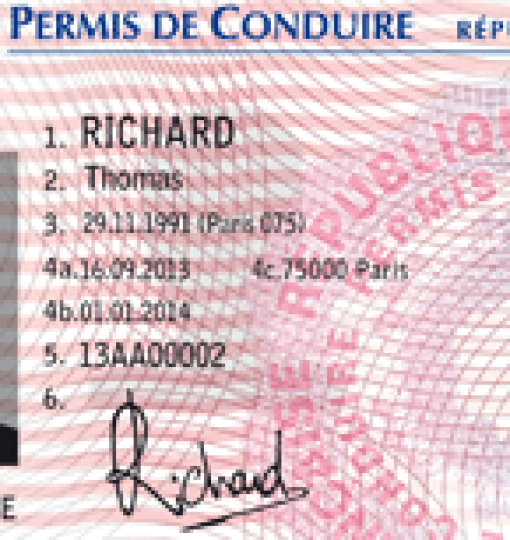 PERMIS DE CONDUIRE RÉPU
1. RICHARD
2. Thomas
3. 29.11.1991 (Paris 075)
4a.16.09.2013 4c.75000 Paris
4b.01.01.2014
5. 13AA00002
6.
Richard
E